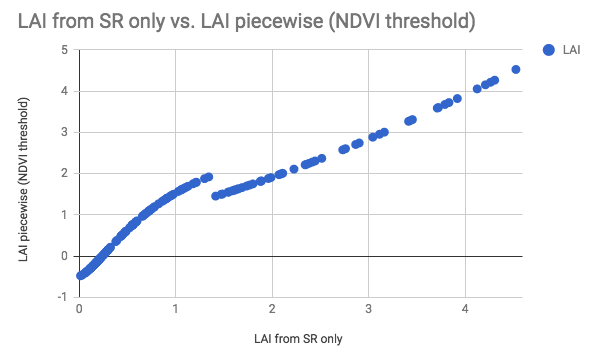 LAI from SR only vs. LAI piecewise (NDVI threshold)
LAI
5
4
3
2
1
0
-1
0 1 2 3 4
LAI piecewise (NDVI threshold)
LAI from SR only